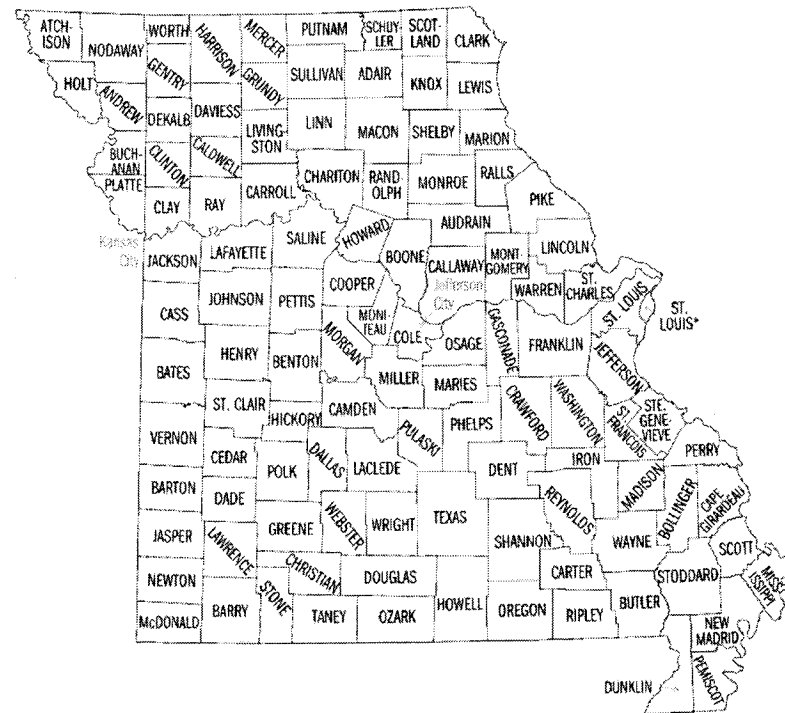 ATCH-
ISON
NODAWAY
WORTH
HARRISON
MERCER
PUTNAM
SCHUY-
LER
SCOT-
LAND
CLARK
HOLT
ANDREW
GENTRY
GRUNDY
SULLIVAN
ADAIR
KNOX
LEWIS
DEKALB
DAVIESS
LIVING-
STON
LINN
MACON
SHELBY
MARION
BUCH-
ANAN
CLINTON
CALDWELL
CHARITON
RAND-
OLPH
MONROE
RALLS
PLATTE
CLAY
RAY
CARROLL
PIKE
AUDRAIN
Kansas
City
JACKSON
LAFAYETTE
SALINE
HOWARD
BOONE
CALLAWAY
MONT-
GOMERY
LINCOLN
Jefferson
City
WARREN
ST.
CHARLES
ST. LOUIS
ST.
LOUIS*
CASS
JOHNSON
PETTIS
COOPER
MONI-
TEAU
COLE
OSAGE
GASCONADE
FRANKLIN
JEFFERSON
BATES
HENRY
BENTON
MORGAN
MILLER
MARIES
ST. CLAIR
HICKORY
CAMDEN
PULASKI
PHELPS
CRAWFORD
WASHINGTON
ST.
FRANCOIS
STE.
GENE-
VIEVE
PERRY
VERNON
CEDAR
POLK
DALLAS
LACLEDE
DENT
IRON
MADISON
BOLLINGER
CAPE
GIRARDEAU
BARTON
DADE
GREENE
WEBSTER
WRIGHT
TEXAS
REYNOLDS
JASPER
LAWRENCE
SHANNON
WAYNE
SCOTT
NEWTON
CHRISTIAN
DOUGLAS
CARTER
STODDARD
MISS-
ISSIPPI
McDONALD
BARRY
STONE
TANEY
OZARK
HOWELL
OREGON
RIPLEY
BUTLER
NEW
MADRID
DUNKLIN
PEMISCOT